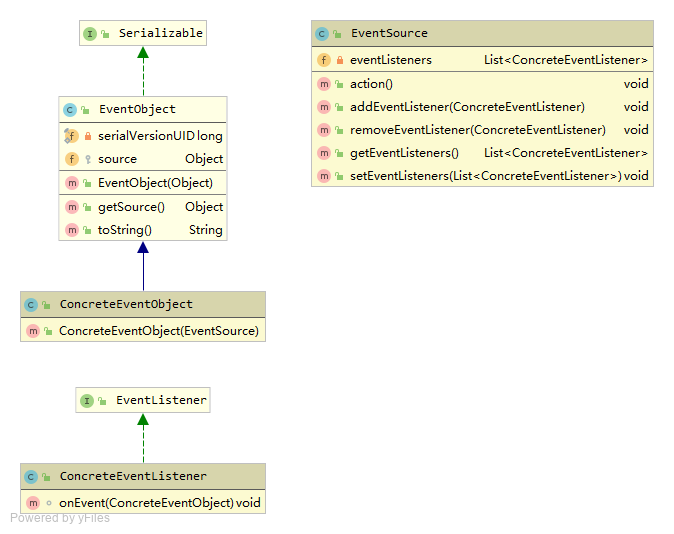 I Serializable
C EventObject
f serialVersionUID long
f source Object
m EventObject(Object)
m getSource() Object
m toString() String
C ConcreteEventObject
m ConcreteEventObject(EventSource)
I EventListener
C ConcreteEventListener
m onEvent(ConcreteEventObject) void
Powered by yFiles
C EventSource
f eventListeners List<ConcreteEventListener>
m action() void
m addEventListener(ConcreteEventListener) void
m removeEventListener(ConcreteEventListener) void
m getEventListeners() List<ConcreteEventListener>
m setEventListeners(List<ConcreteEventListener>) void